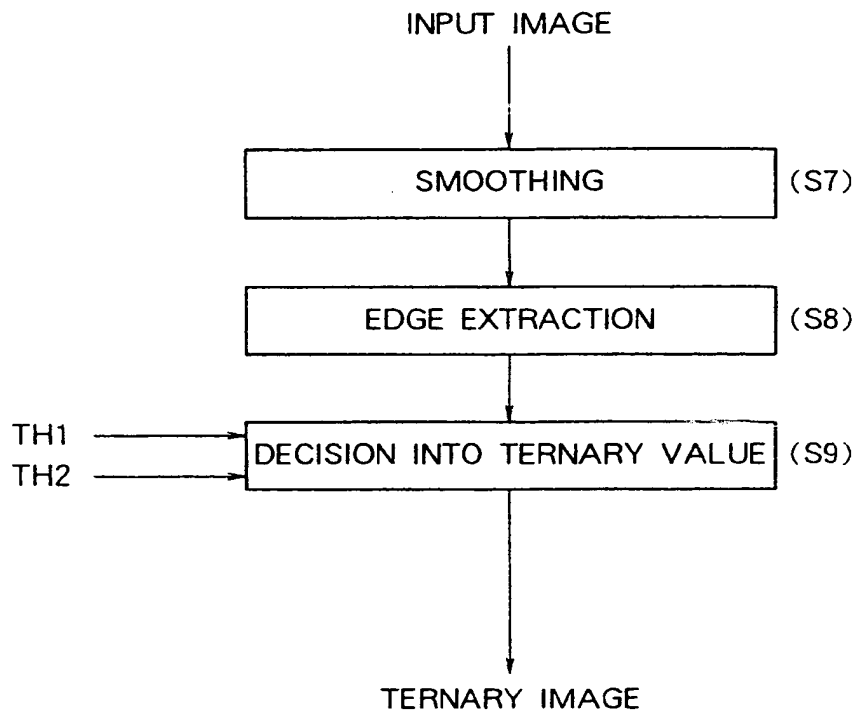 INPUT IMAGE
SMOOTHING (S7)
EDGE EXTRACTION (S8)
TH1
DECISION INTO TERNARY VALUE (S9)
TH2
TERNARY IMAGE